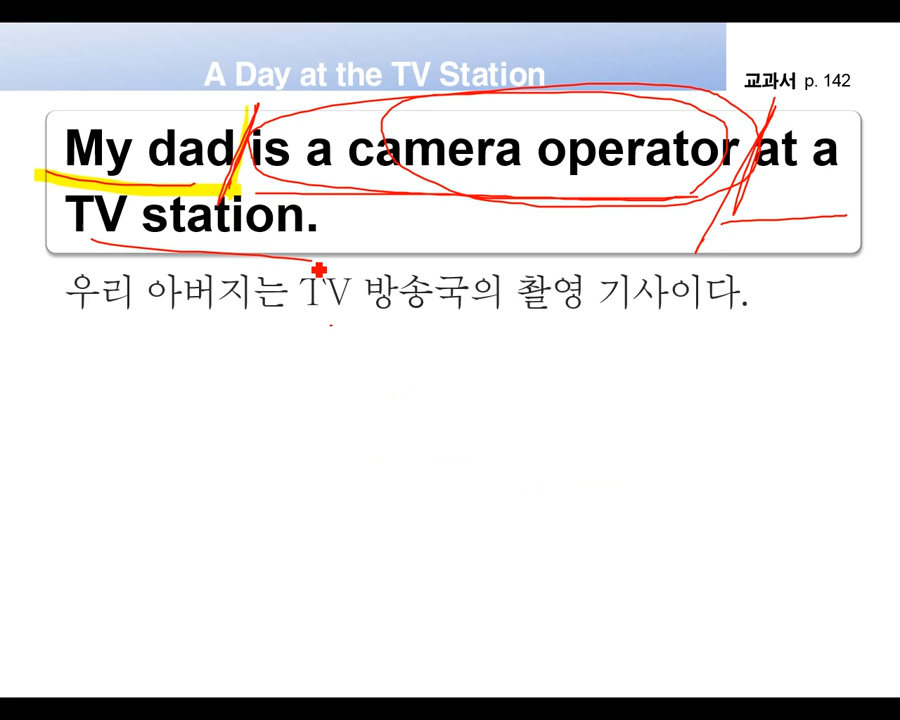 A Day at the TV Station
교과서 p. 142
My dad is a camera operator at a
TV station.
우리 아버지는 TV 방송국의 촬영 기사이다.